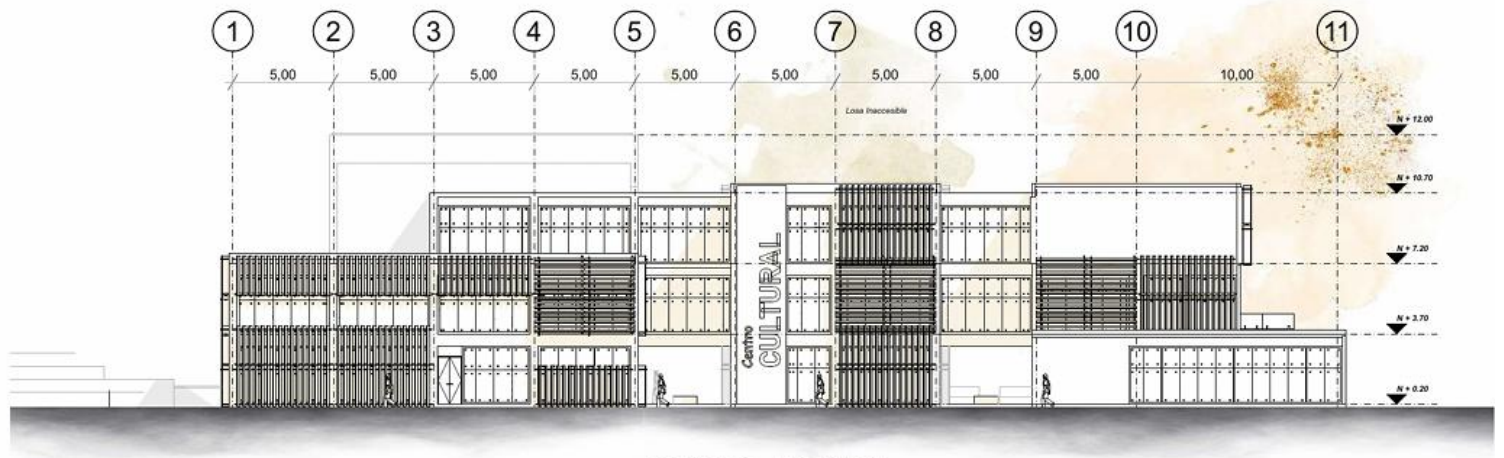 1 2 3 4 5 6 7 8 9 10 11
5,00 5,00 5,00 5,00 5,00 5,00 5,00 5,00 5,00 10,00
Losa Inaccesible
N + 12.00
N + 10.70
N + 7.20
N + 3.70
N + 0.20
Centro
CULTURAL